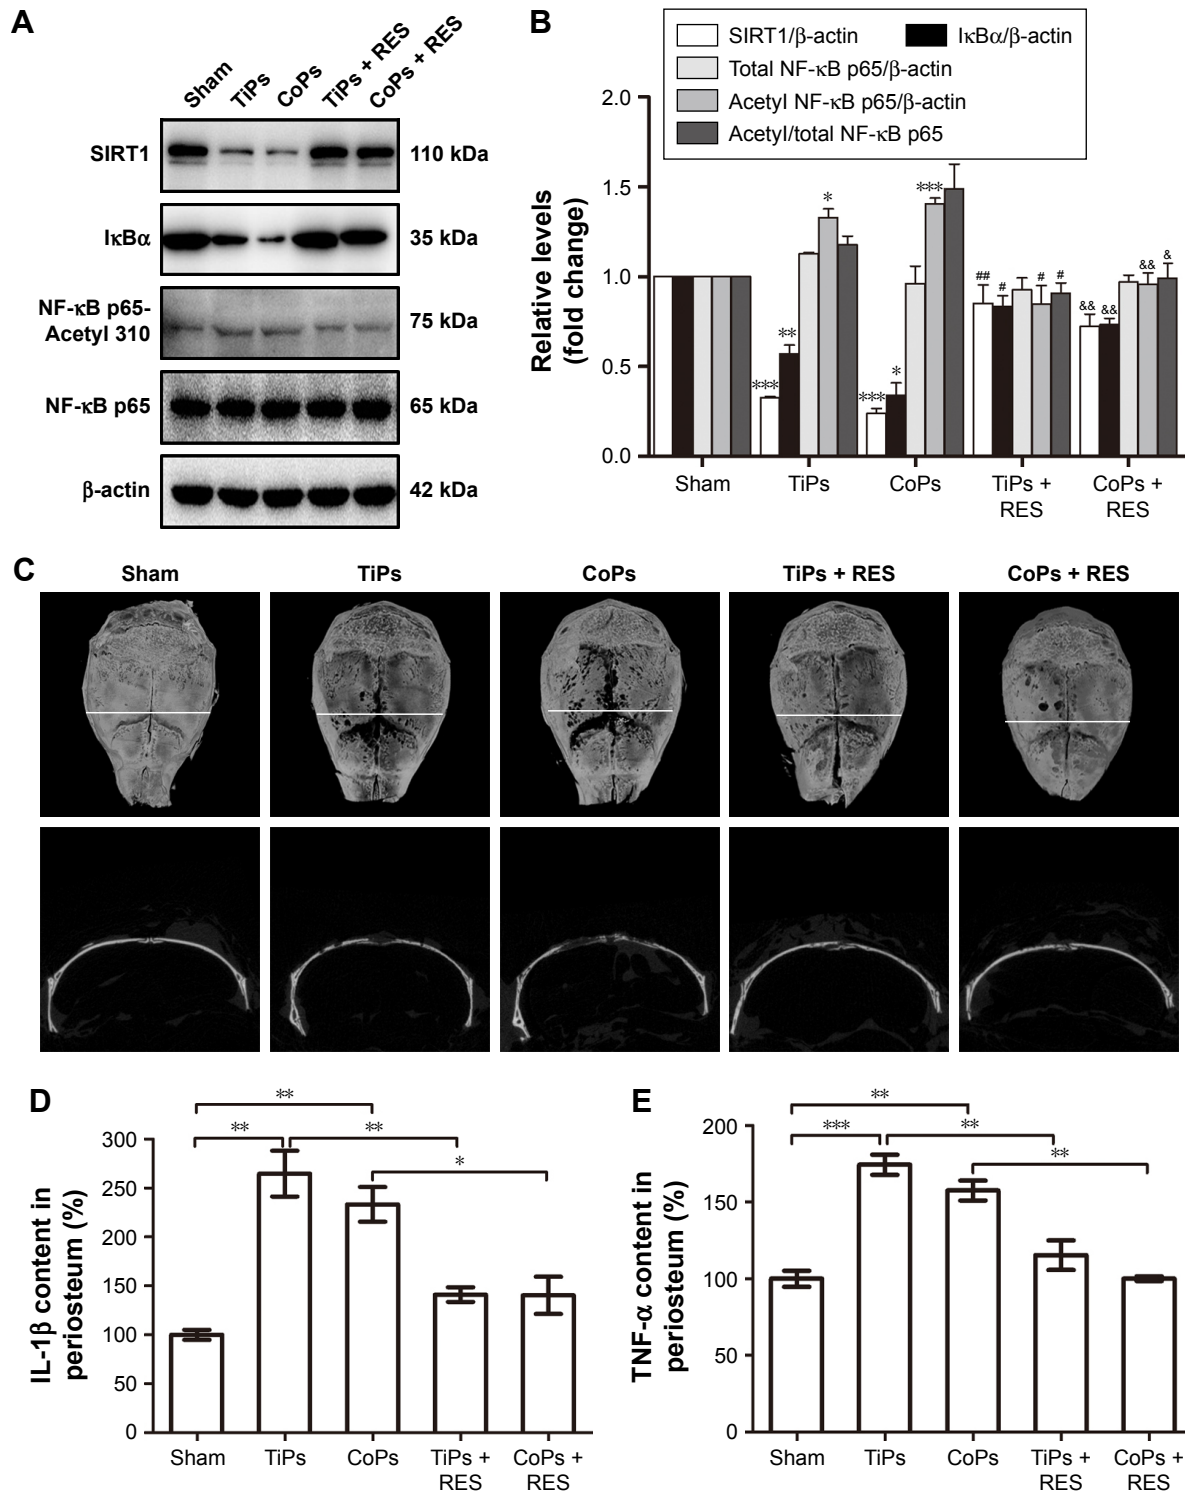 A
Sham
TiPs
CoPs
TiPs + RES
CoPs + RES
SIRT1
110 kDa
IκBα
35 kDa
NF-κB p65-
Acetyl 310
75 kDa
NF-κB p65
65 kDa
β-actin
42 kDa
B
SIRT1/β-actin
IκBα/β-actin
Total NF-κB p65/β-actin
Acetyl NF-κB p65/β-actin
Acetyl/total NF-κB p65
Relative levels
(fold change)
2.0
1.5
1.0
0.5
0.0
***
**
*
***
*
***
##
#
#
#
&&
&&
&&
&
Sham
TiPs
CoPs
TiPs +
RES
CoPs +
RES
C
Sham
TiPs
CoPs
TiPs + RES
CoPs + RES
D
IL-1β content in
periosteum (%)
300
250
200
150
100
50
0
**
**
**
*
Sham
TiPs
CoPs
TiPs +
RES
CoPs +
RES
E
TNF-α content in
periosteum (%)
200
150
100
50
0
**
***
**
**
Sham
TiPs
CoPs
TiPs +
RES
CoPs +
RES